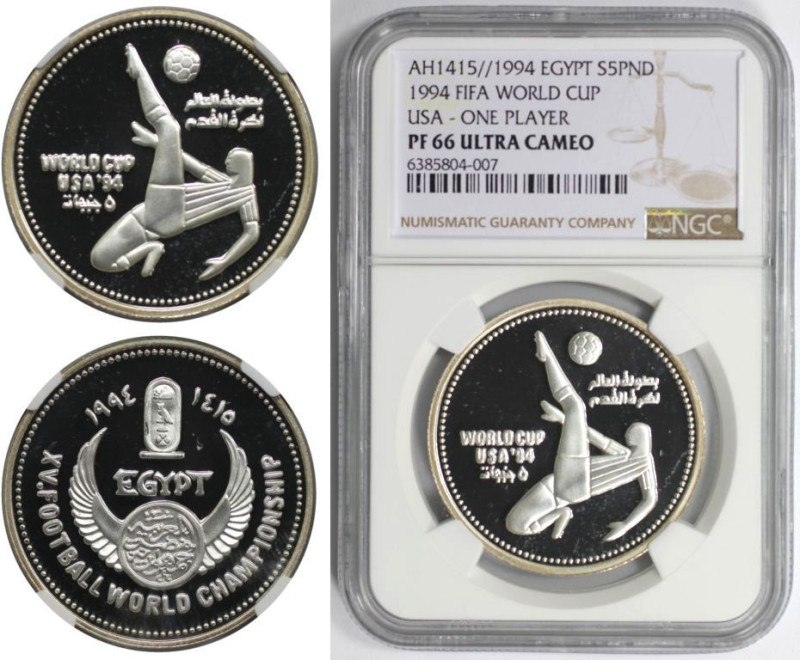 بطولة العالم
لكرة القدم
WORLD CUP
USA '94
٥ جنيهات
١٩٩٤ ١٤١٥
EGYPT
XV.FOOTBALL WORLD CHAMPIONSHIP
AH1415//1994 EGYPT S5PND
1994 FIFA WORLD CUP
USA - ONE PLAYER
PF 66 ULTRA CAMEO
6385804-007
NUMISMATIC GUARANTY COMPANY
NGC
بطولة العالم
لكرة القدم
WORLD CUP
USA '94
٥ جنيهات